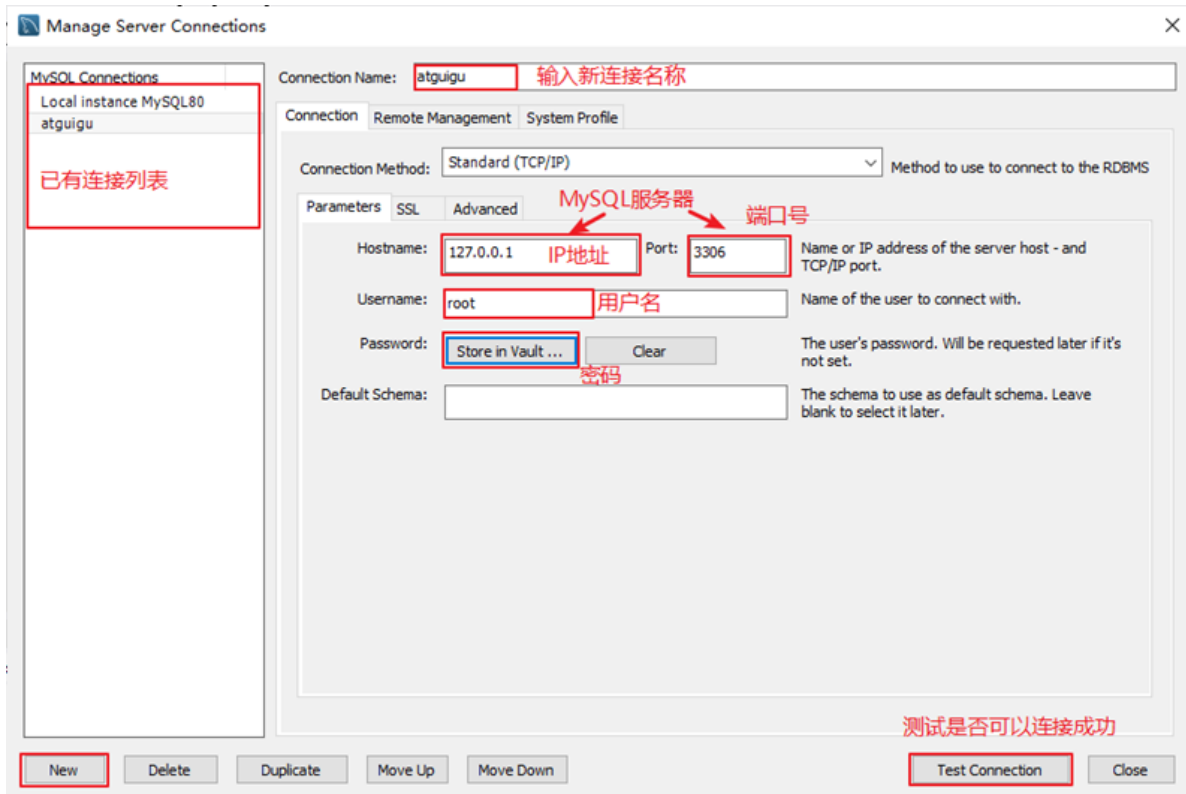 Manage Server Connections
MySQL Connections
Local instance MySQL80
atguigu
已有连接列表
Connection Name: atguigu 输入新连接名称
Connection Remote Management System Profile
Connection Method: Standard (TCP/IP) Method to use to connect to the RDBMS
Parameters SSL Advanced
MySQL服务器
端口号
Hostname: 127.0.0.1 IP地址 Port: 3306 Name or IP address of the server host - and
TCP/IP port.
Username: root 用户名 Name of the user to connect with.
Password: Store in Vault ... Clear The user's password. Will be requested later if it's
not set.
密码
Default Schema: The schema to use as default schema. Leave
blank to select it later.
测试是否可以连接成功
New Delete Duplicate Move Up Move Down Test Connection Close